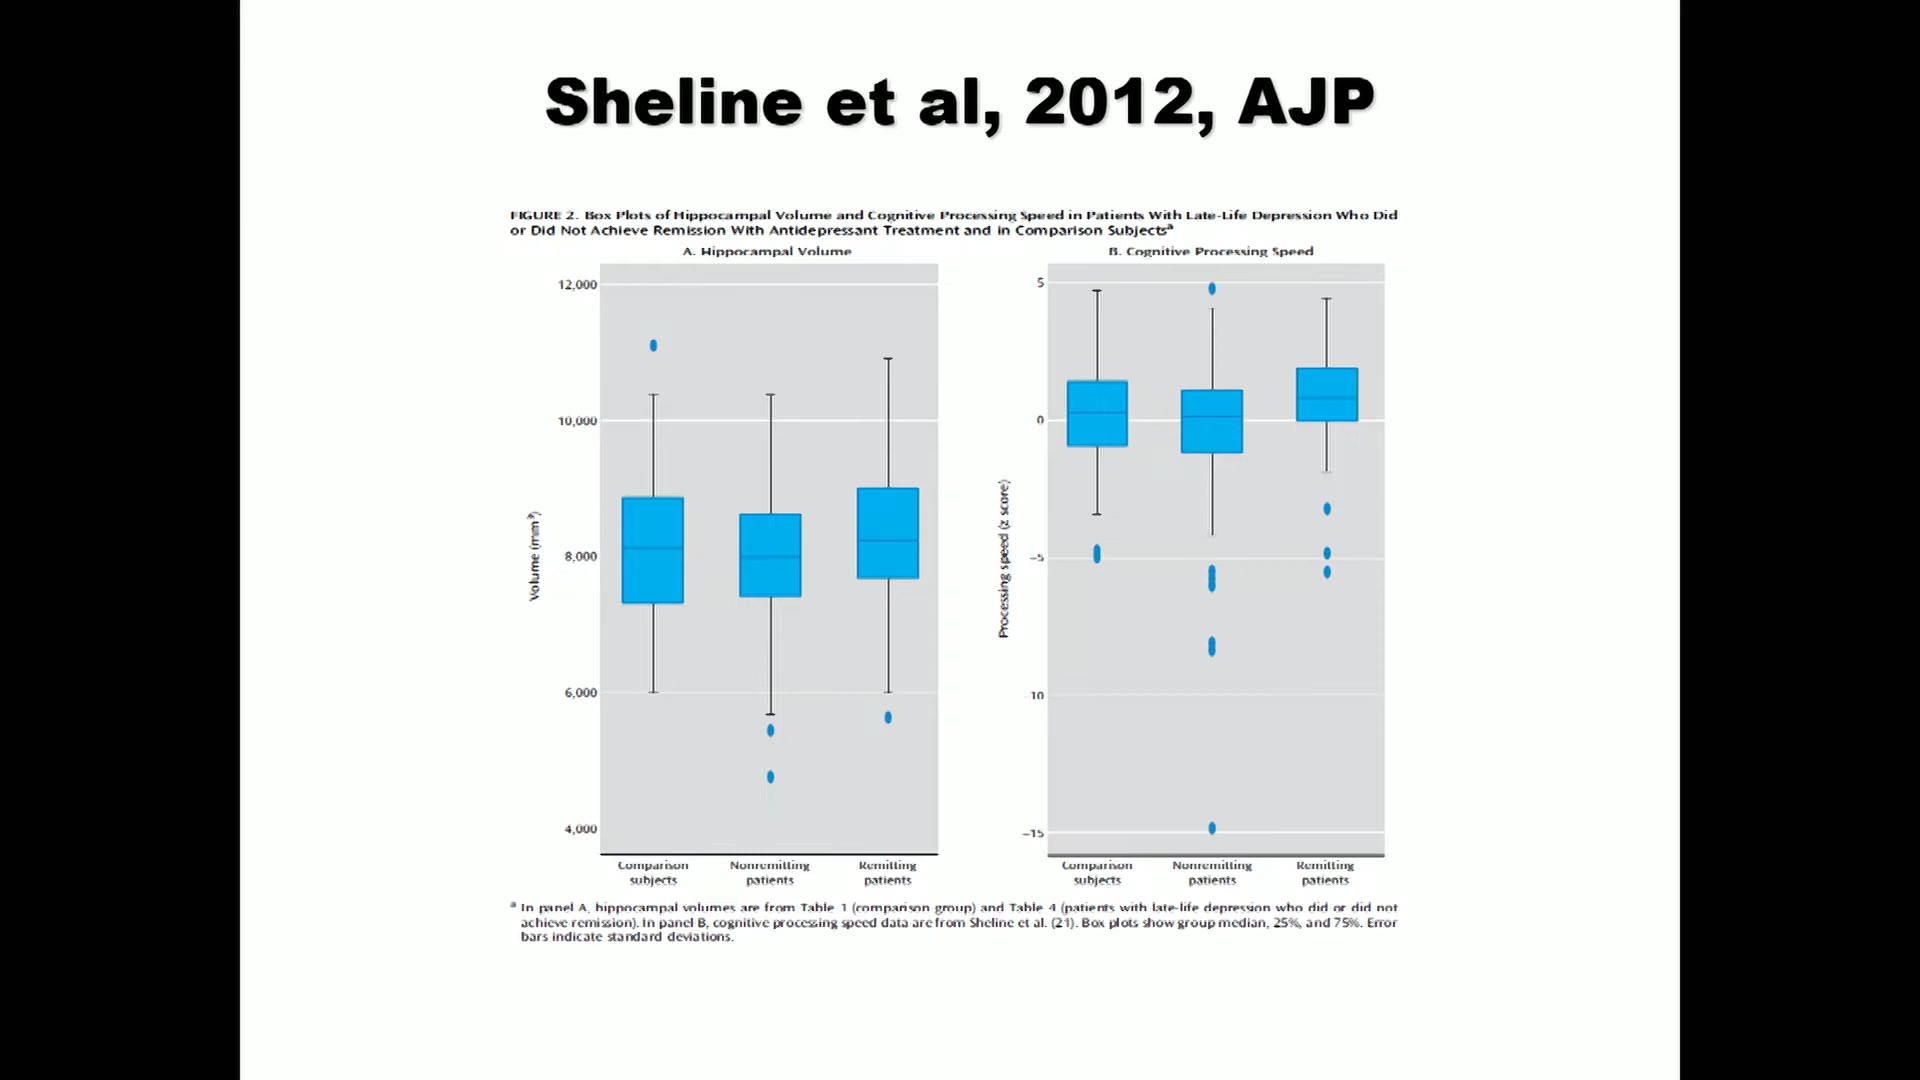 Sheline et al, 2012, AJP
FIGURE 2. Box Plots of Hippocampal Volume and Cognitive Processing Speed in Patients With Late-Life Depression Who Did
or Did Not Achieve Remission With Antidepressant Treatment and in Comparison Subjectsᵃ
A. Hippocampal Volume
12,000
10,000
8,000
6,000
4,000
Volume (mm³)
Comparison
subjects
Nonremitting
patients
Remitting
patients
B. Cognitive Processing Speed
5
0
–5
10
–15
Processing speed (z score)
Comparison
subjects
Nonremitting
patients
Remitting
patients
ᵃ In panel A, hippocampal volumes are from Table 1 (comparison group) and Table 4 (patients with late-life depression who did or did not
achieve remission). In panel B, cognitive processing speed data are from Sheline et al. (21). Box plots show group median, 25%, and 75%. Error
bars indicate standard deviations.